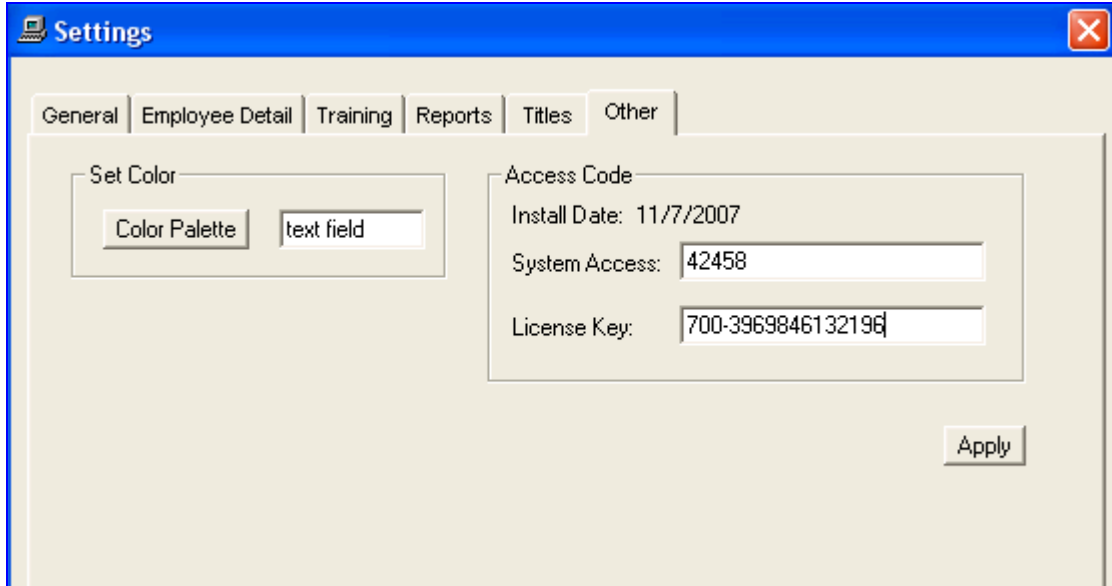 Settings
General Employee Detail Training Reports Titles Other
Set Color
Color Palette text field
Access Code
Install Date: 11/7/2007
System Access: 42458
License Key: 700-3969846132196
Apply